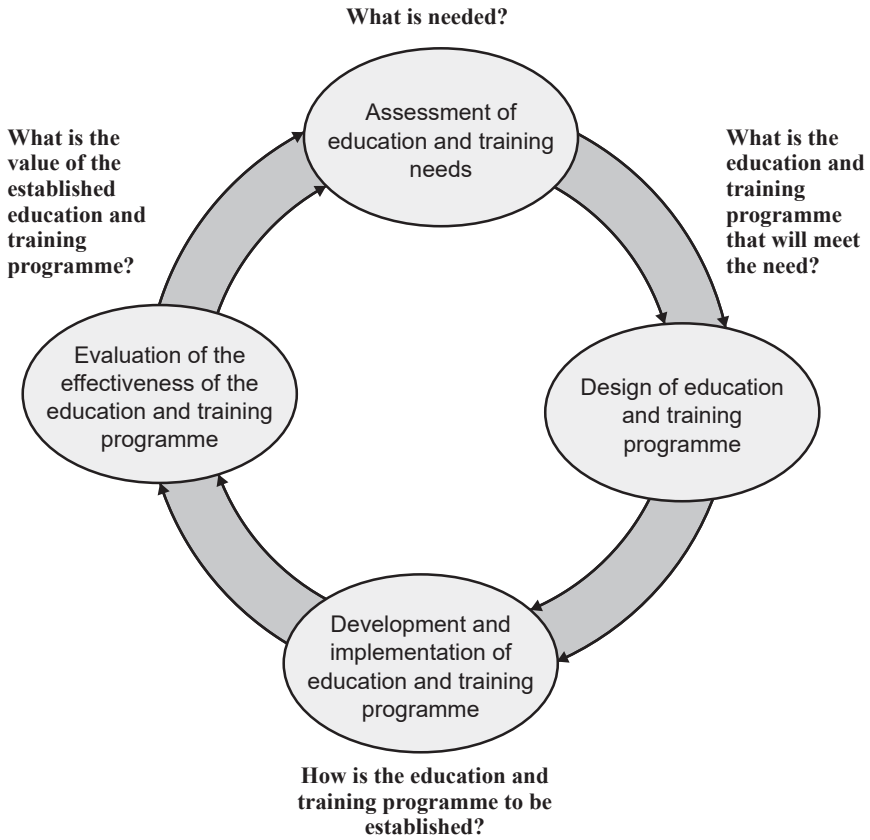 What is needed?
Assessment of
education and training
needs
What is the
education and
training
programme
that will meet
the need?
Design of education
and training
programme
Development and
implementation of
education and training
programme
How is the education and
training programme to be
established?
Evaluation of the
effectiveness of the
education and training
programme
What is the
value of the
established
education and
training
programme?